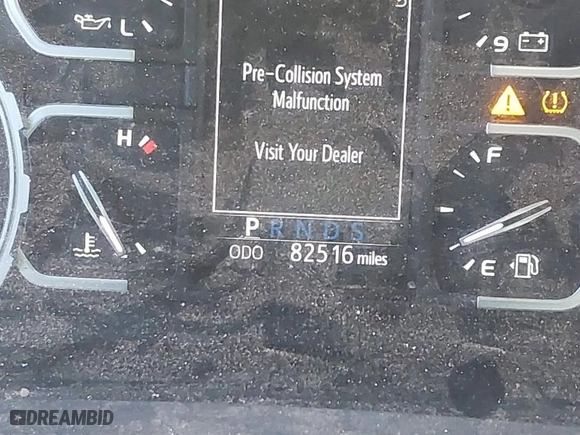 L
9
Pre-Collision System
Malfunction
H
Visit Your Dealer
F
P R N D S
ODO 82516 miles
E
DREAMBID